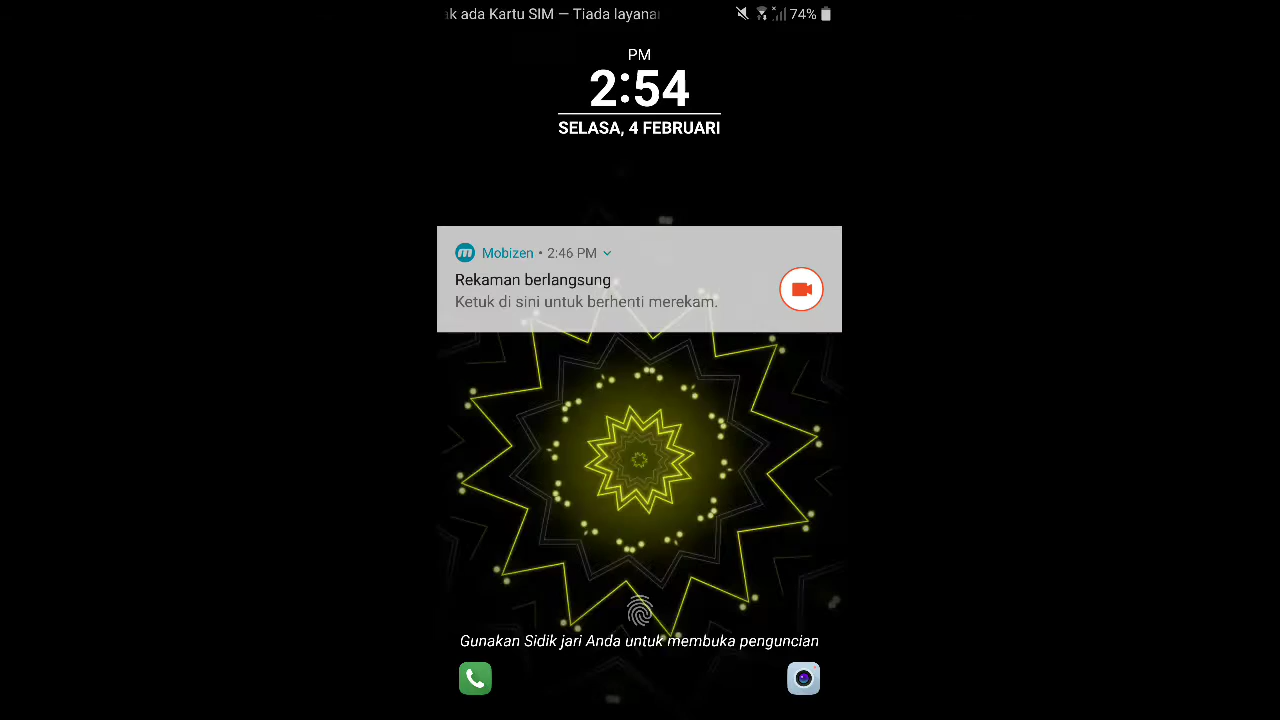 ak ada Kartu SIM — Tiada layanan
74%
PM
2:54
SELASA, 4 FEBRUARI
Mobizen • 2:46 PM
Rekaman berlangsung
Ketuk di sini untuk berhenti merekam.
Gunakan Sidik jari Anda untuk membuka penguncian